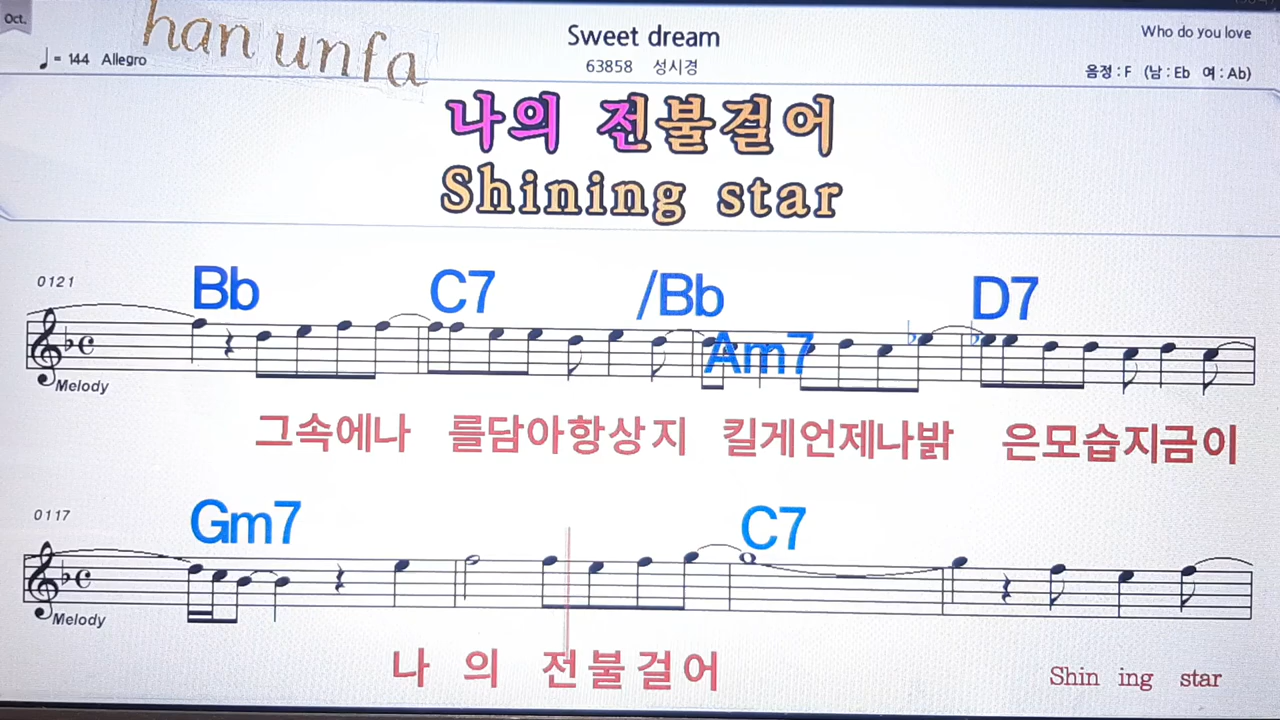 Oct.
han unfa
Sweet dream
Who do you love
♩= 144 Allegro
63858 성시경
음정 : F (남 : Eb 여 : Ab)
나의 전불걸어
Shining star
0121
Bb C7 /Bb D7
Am7
Melody
그속에나 를담아항상지 킬게언제나밝 은모습지금이
0117
Gm7 C7
Melody
나 의 전불걸어 Shin ing star